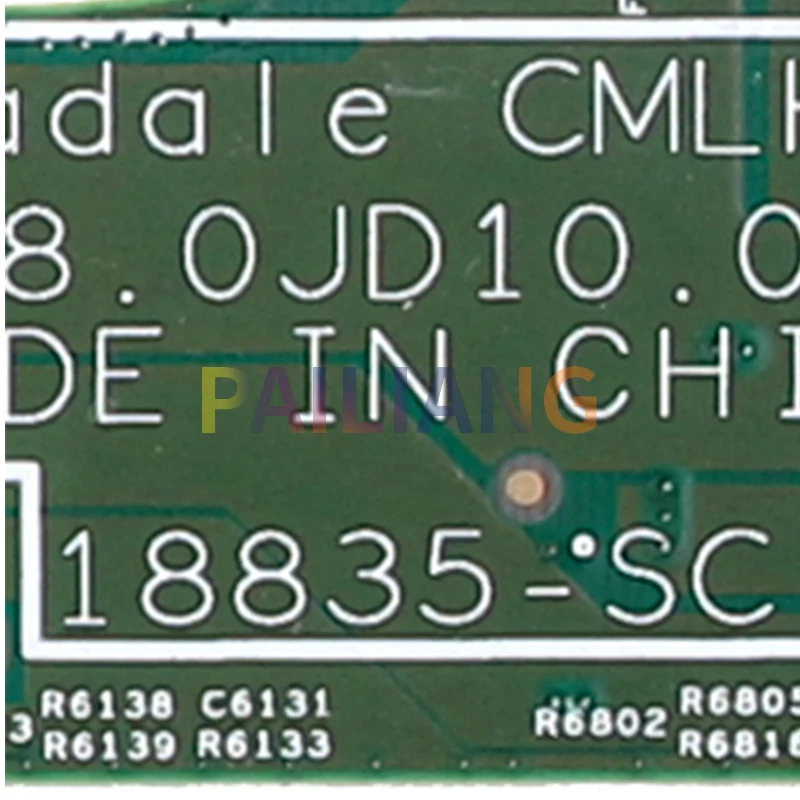 adale CMLH
8.0JD10.0
DE IN CHI
PAILIANG
18835-SC
R6138 C6131
3 R6139 R6133
R6802
R6805
R6816